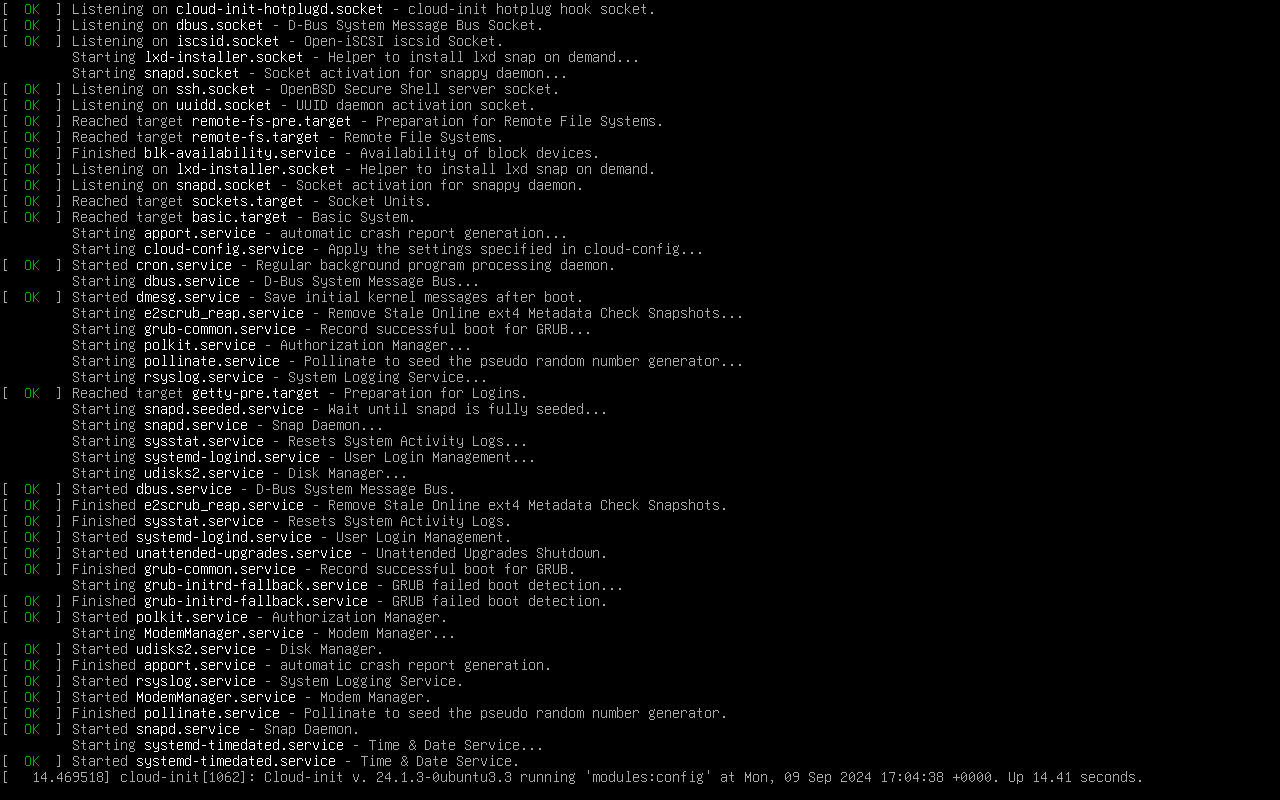 [  OK  ] Listening on cloud-init-hotplugd.socket - cloud-init hotplug hook socket.
[  OK  ] Listening on dbus.socket - D-Bus System Message Bus Socket.
[  OK  ] Listening on iscsid.socket - Open-iSCSI iscsid Socket.
         Starting lxd-installer.socket - Helper to install lxd snap on demand...
         Starting snapd.socket - Socket activation for snappy daemon...
[  OK  ] Listening on ssh.socket - OpenBSD Secure Shell server socket.
[  OK  ] Listening on uuidd.socket - UUID daemon activation socket.
[  OK  ] Reached target remote-fs-pre.target - Preparation for Remote File Systems.
[  OK  ] Reached target remote-fs.target - Remote File Systems.
[  OK  ] Finished blk-availability.service - Availability of block devices.
[  OK  ] Listening on lxd-installer.socket - Helper to install lxd snap on demand.
[  OK  ] Listening on snapd.socket - Socket activation for snappy daemon.
[  OK  ] Reached target sockets.target - Socket Units.
[  OK  ] Reached target basic.target - Basic System.
         Starting apport.service - automatic crash report generation...
         Starting cloud-config.service - Apply the settings specified in cloud-config...
[  OK  ] Started cron.service - Regular background program processing daemon.
         Starting dbus.service - D-Bus System Message Bus...
[  OK  ] Started dmesg.service - Save initial kernel messages after boot.
         Starting e2scrub_reap.service - Remove Stale Online ext4 Metadata Check Snapshots...
         Starting grub-common.service - Record successful boot for GRUB...
         Starting polkit.service - Authorization Manager...
         Starting pollinate.service - Pollinate to seed the pseudo random number generator...
         Starting rsyslog.service - System Logging Service...
[  OK  ] Reached target getty-pre.target - Preparation for Logins.
         Starting snapd.seeded.service - Wait until snapd is fully seeded...
         Starting snapd.service - Snap Daemon...
         Starting sysstat.service - Resets System Activity Logs...
         Starting systemd-logind.service - User Login Management...
         Starting udisks2.service - Disk Manager...
[  OK  ] Started dbus.service - D-Bus System Message Bus.
[  OK  ] Finished e2scrub_reap.service - Remove Stale Online ext4 Metadata Check Snapshots.
[  OK  ] Finished sysstat.service - Resets System Activity Logs.
[  OK  ] Started systemd-logind.service - User Login Management.
[  OK  ] Started unattended-upgrades.service - Unattended Upgrades Shutdown.
[  OK  ] Finished grub-common.service - Record successful boot for GRUB.
         Starting grub-initrd-fallback.service - GRUB failed boot detection...
[  OK  ] Finished grub-initrd-fallback.service - GRUB failed boot detection.
[  OK  ] Started polkit.service - Authorization Manager.
         Starting ModemManager.service - Modem Manager...
[  OK  ] Started udisks2.service - Disk Manager.
[  OK  ] Finished apport.service - automatic crash report generation.
[  OK  ] Started rsyslog.service - System Logging Service.
[  OK  ] Started ModemManager.service - Modem Manager.
[  OK  ] Finished pollinate.service - Pollinate to seed the pseudo random number generator.
[  OK  ] Started snapd.service - Snap Daemon.
         Starting systemd-timedated.service - Time & Date Service...
[  OK  ] Started systemd-timedated.service - Time & Date Service.
[   14.469518] cloud-init[1062]: Cloud-init v. 24.1.3-0ubuntu3.3 running 'modules:config' at Mon, 09 Sep 2024 17:04:38 +0000. Up 14.41 seconds.